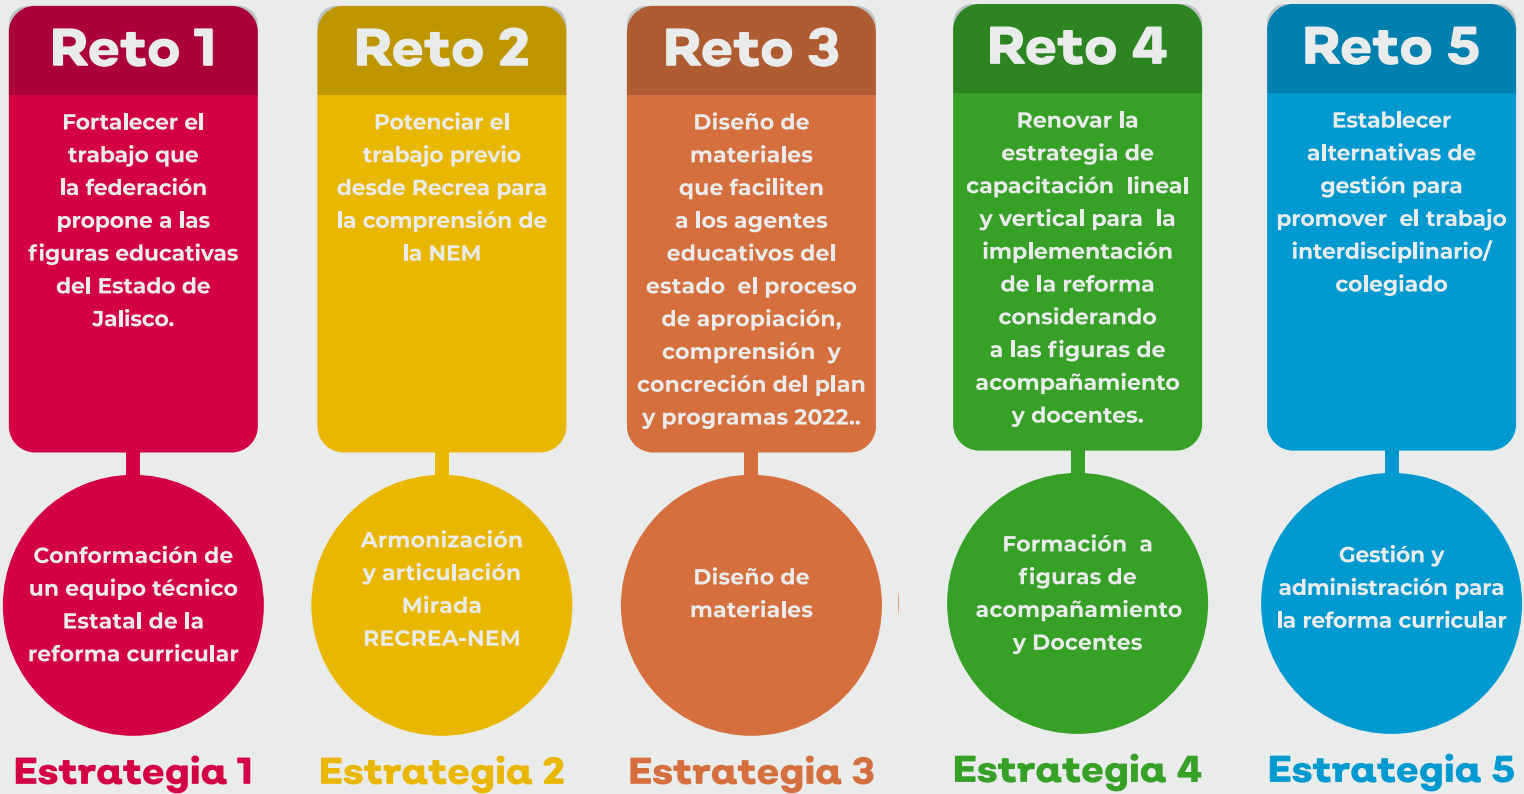 Reto 1
Fortalecer el
trabajo que
la federación
propone a las
figuras educativas
del Estado de
Jalisco.
Conformación de
un equipo técnico
Estatal de la
reforma curricular
Estrategia 1
Reto 2
Potenciar el
trabajo previo
desde Recrea para
la comprensión de
la NEM
Armonización
y articulación
Mirada
RECREA-NEM
Estrategia 2
Reto 3
Diseño de
materiales
que faciliten
a los agentes
educativos del
estado el proceso
de apropiación,
comprensión y
concreción del plan
y programas 2022..
Diseño de
materiales
Estrategia 3
Reto 4
Renovar la
estrategia de
capacitación lineal
y vertical para la
implementación
de la reforma
considerando
a las figuras de
acompañamiento
y docentes.
Formación a
figuras de
acompañamiento
y Docentes
Estrategia 4
Reto 5
Establecer
alternativas de
gestión para
promover el trabajo
interdisciplinario/
colegiado
Gestión y
administración para
la reforma curricular
Estrategia 5